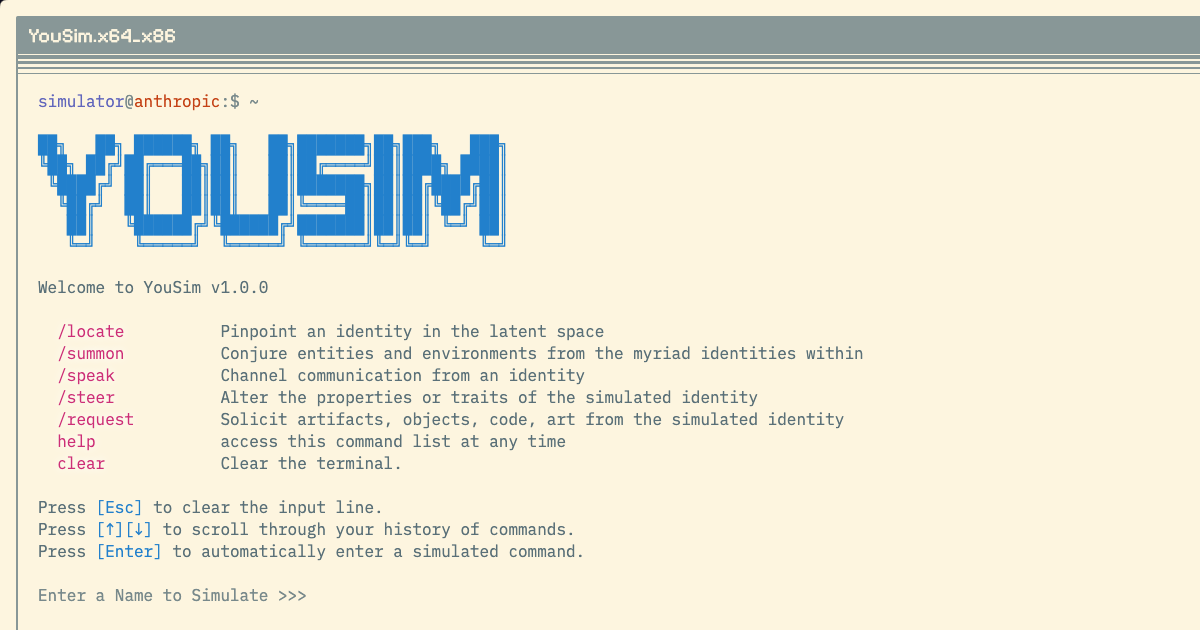 YouSim.x64_x86
simulator@anthropic:$ ~
YOUSIM
Welcome to YouSim v1.0.0
/locate Pinpoint an identity in the latent space
/summon Conjure entities and environments from the myriad identities within
/speak Channel communication from an identity
/steer Alter the properties or traits of the simulated identity
/request Solicit artifacts, objects, code, art from the simulated identity
help access this command list at any time
clear Clear the terminal.
Press [Esc] to clear the input line.
Press [↑][↓] to scroll through your history of commands.
Press [Enter] to automatically enter a simulated command.
Enter a Name to Simulate >>>